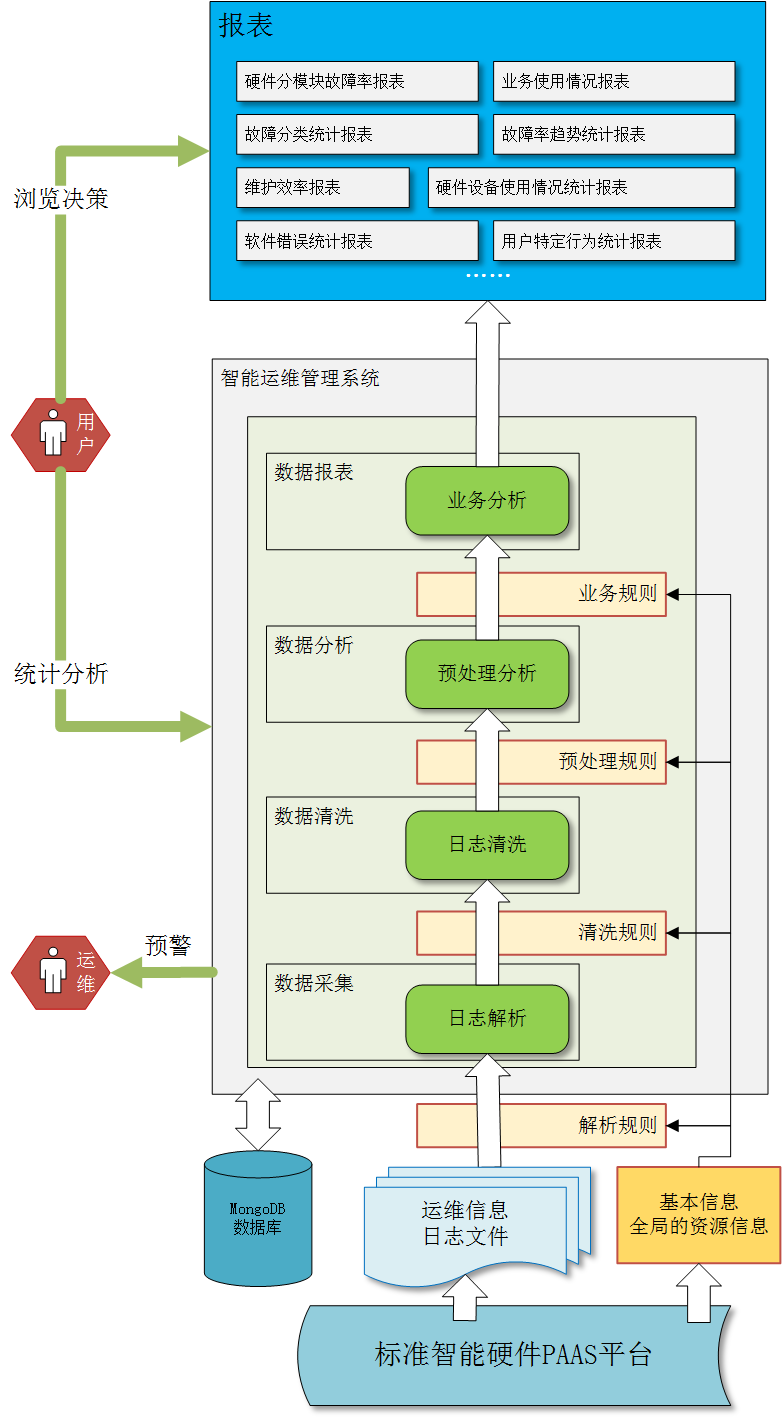 报表
硬件分模块故障率报表
业务使用情况报表
故障分类统计报表
故障率趋势统计报表
维护效率报表
硬件设备使用情况统计报表
软件错误统计报表
用户特定行为统计报表
……
浏览决策
智能运维管理系统
用
户
数据报表
业务分析
业务规则
数据分析
预处理分析
统计分析
预处理规则
数据清洗
日志清洗
清洗规则
预警
运
维
数据采集
日志解析
解析规则
MongoDB
数据库
运维信息
日志文件
基本信息
全局的资源信息
标准智能硬件PAAS平台